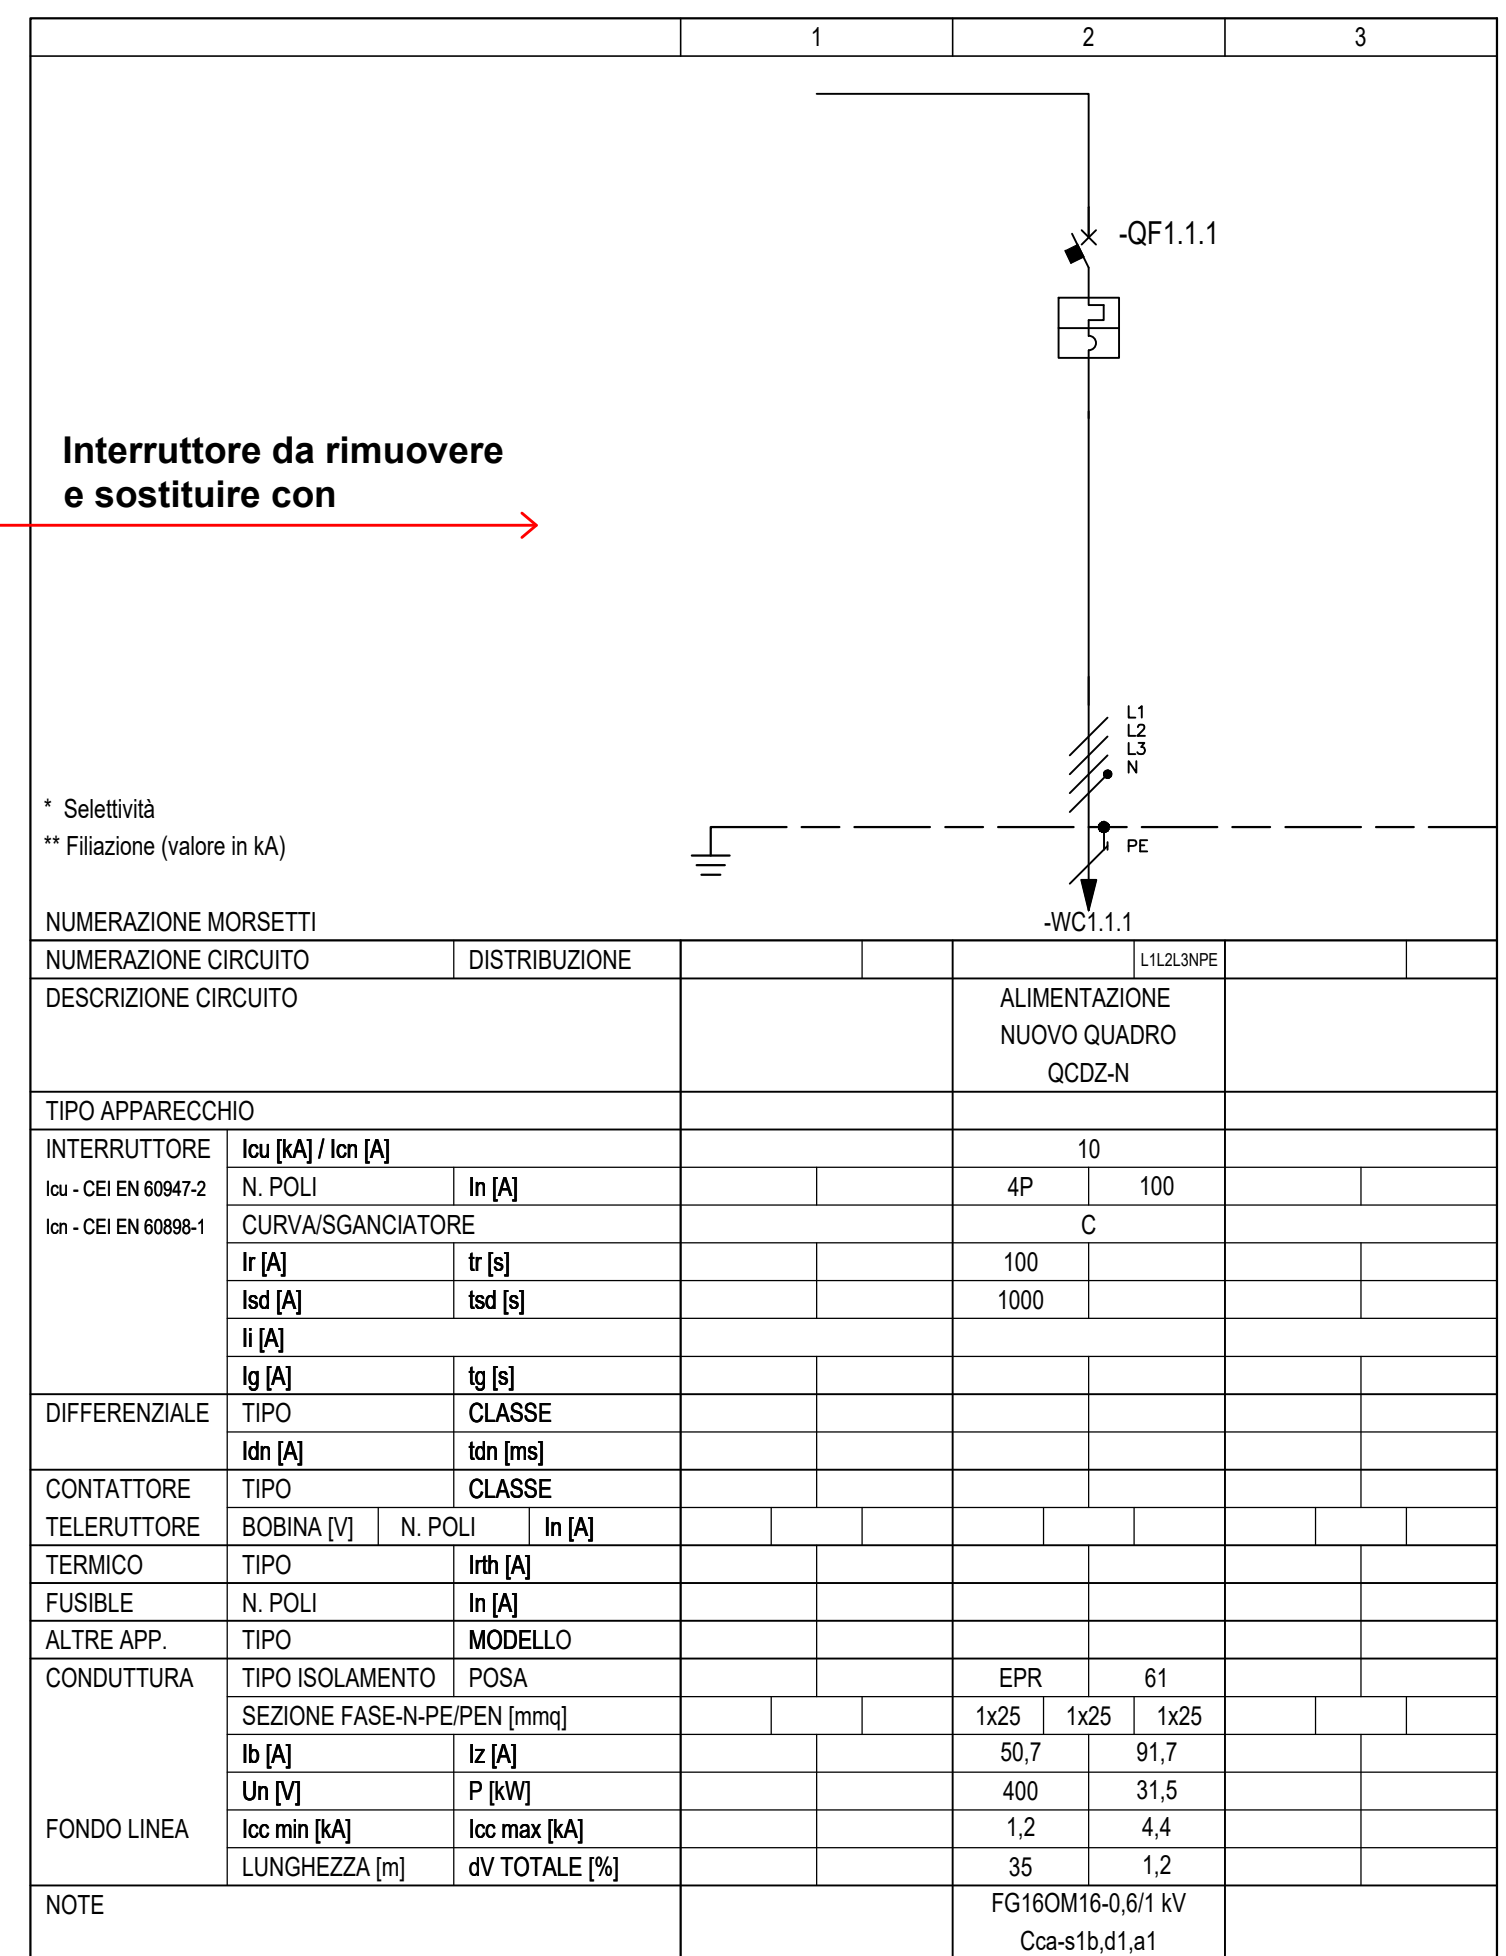 1 2 3
-QF1.1.1
Interruttore da rimuovere
e sostituire con
L1
L2
L3
N
* Selettività
** Filiazione (valore in kA)
PE
NUMERAZIONE MORSETTI -WC1.1.1
NUMERAZIONE CIRCUITO DISTRIBUZIONE L1L2L3NPE
DESCRIZIONE CIRCUITO ALIMENTAZIONE
NUOVO QUADRO
QCDZ-N
TIPO APPARECCHIO
INTERRUTTORE Icu [kA] / Icn [A] 10
Icu - CEI EN 60947-2 N. POLI In [A] 4P 100
Icn - CEI EN 60898-1 CURVA/SGANCIATORE C
Ir [A] tr [s] 100
Isd [A] tsd [s] 1000
Ii [A]
Ig [A] tg [s]
DIFFERENZIALE TIPO CLASSE
Idn [A] tdn [ms]
CONTATTORE TIPO CLASSE
TELERUTTORE BOBINA [V] N. POLI In [A]
TERMICO TIPO Irth [A]
FUSIBLE N. POLI In [A]
ALTRE APP. TIPO MODELLO
CONDUTTURA TIPO ISOLAMENTO POSA EPR 61
SEZIONE FASE-N-PE/PEN [mmq] 1x25 1x25 1x25
Ib [A] Iz [A] 50,7 91,7
Un [V] P [kW] 400 31,5
FONDO LINEA Icc min [kA] Icc max [kA] 1,2 4,4
LUNGHEZZA [m] dV TOTALE [%] 35 1,2
NOTE FG16OM16-0,6/1 kV
Cca-s1b,d1,a1